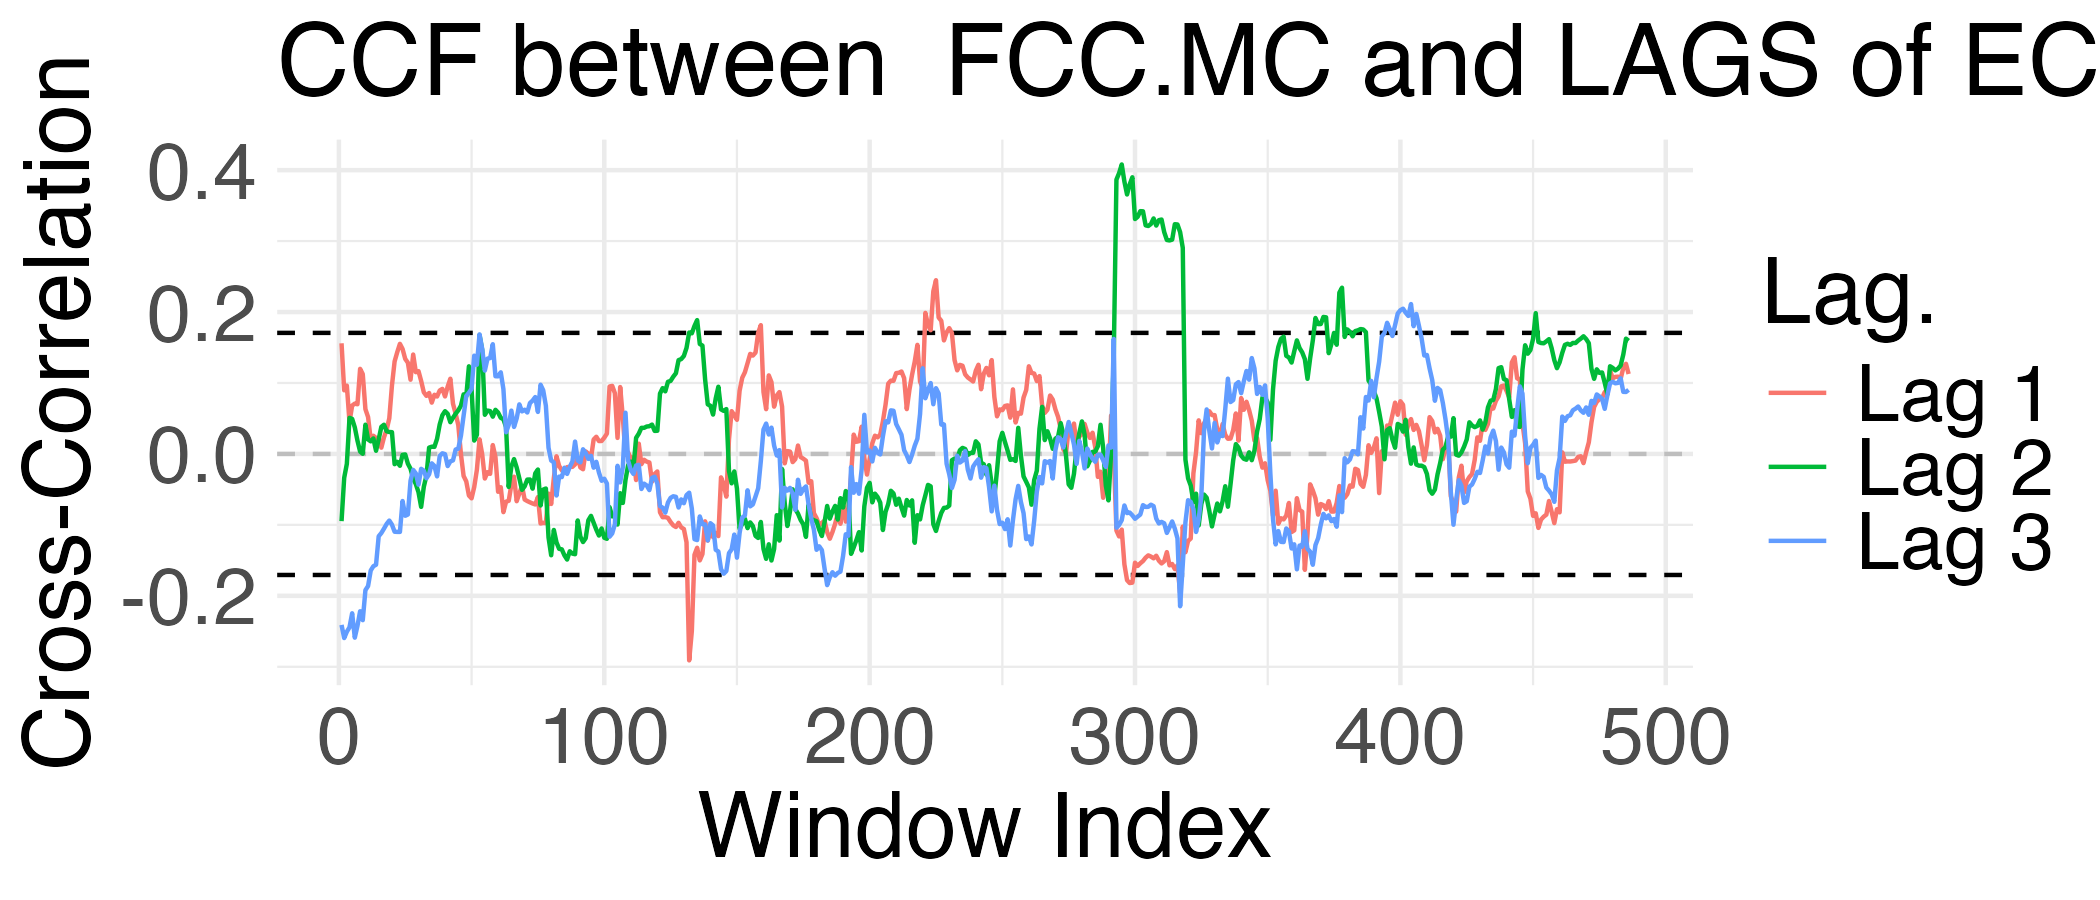 CCF between  FCC.MC and LAGS of EC
Cross-Correlation
0.4
0.2
0.0
-0.2
0 100 200 300 400 500
Window Index
Lag.
Lag 1
Lag 2
Lag 3